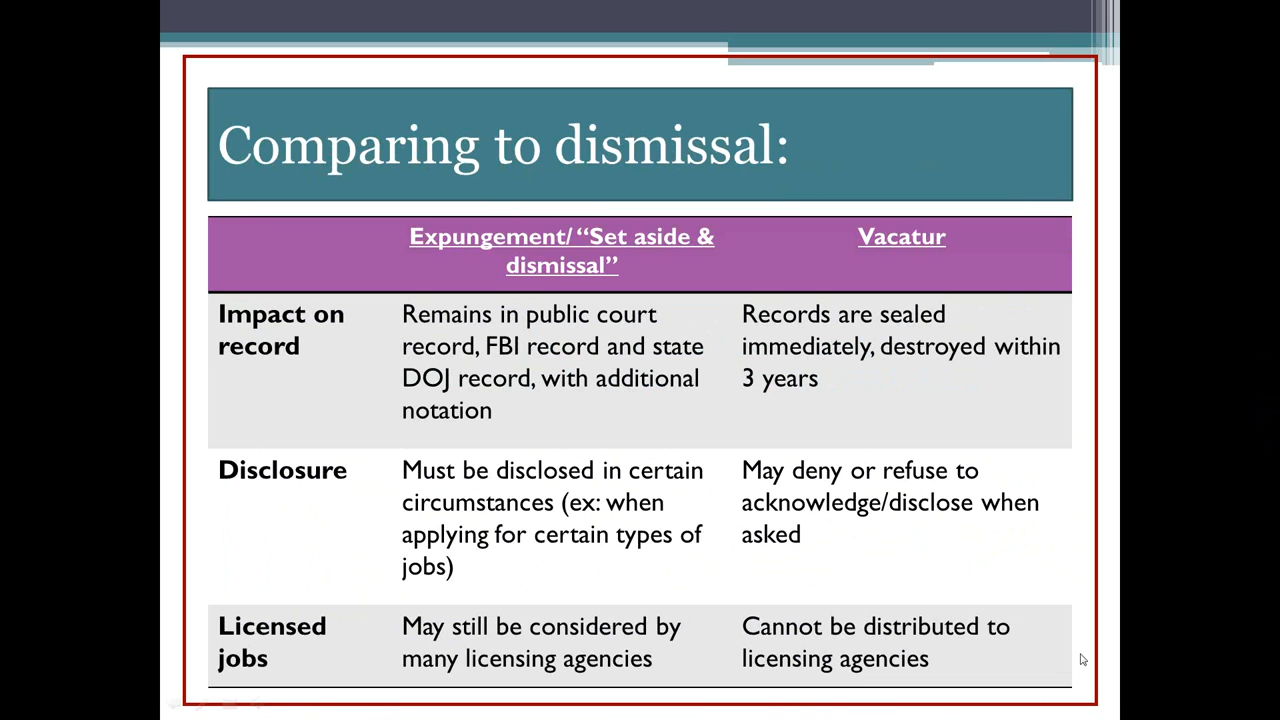 Comparing to dismissal:
Expungement/ “Set aside &
dismissal”
Vacatur
Impact on
record
Remains in public court
record, FBI record and state
DOJ record, with additional
notation
Records are sealed
immediately, destroyed within
3 years
Disclosure
Must be disclosed in certain
circumstances (ex: when
applying for certain types of
jobs)
May deny or refuse to
acknowledge/disclose when
asked
Licensed
jobs
May still be considered by
many licensing agencies
Cannot be distributed to
licensing agencies